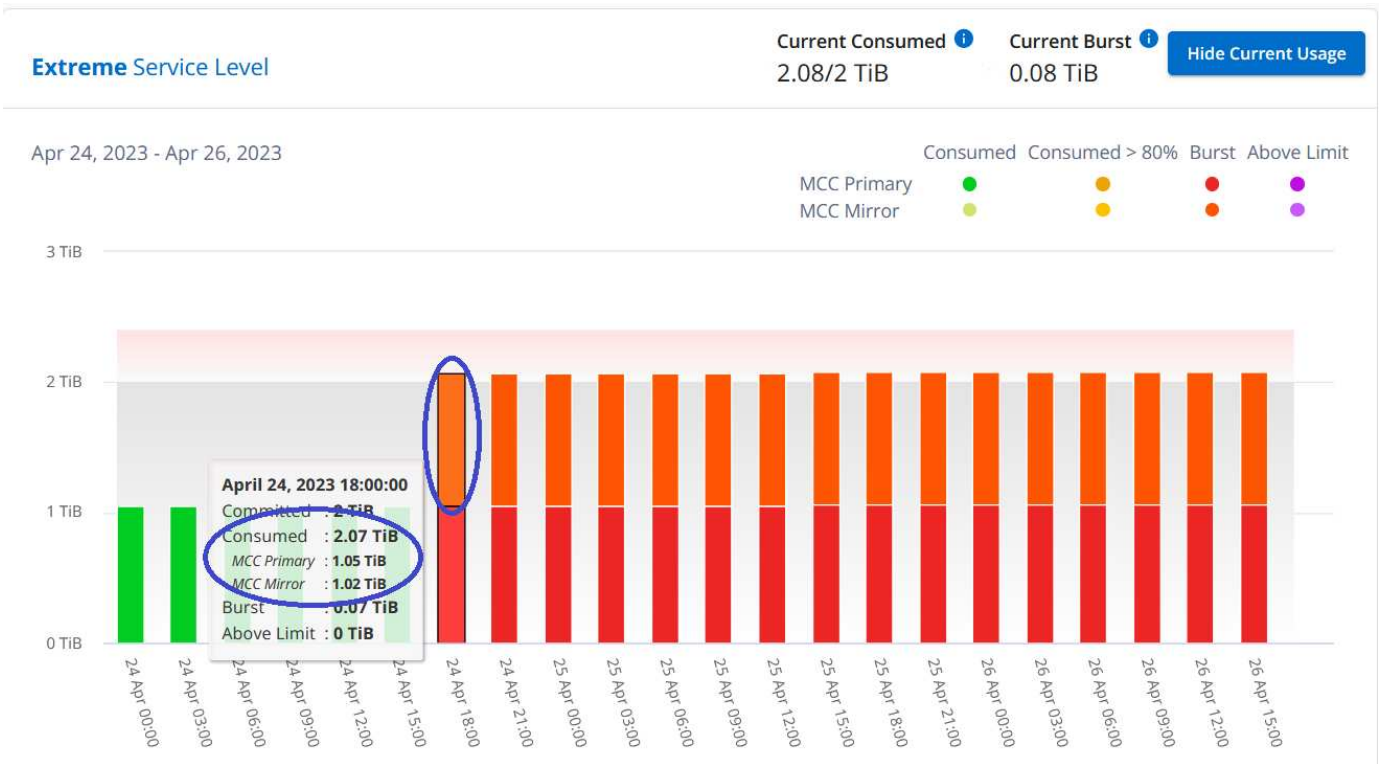 Extreme Service Level
Current Consumed i
2.08/2 TiB
Current Burst i
0.08 TiB
Hide Current Usage
Apr 24, 2023 - Apr 26, 2023
Consumed Consumed > 80% Burst Above Limit
MCC Primary
MCC Mirror
3 TiB
2 TiB
1 TiB
0 TiB
April 24, 2023 18:00:00
Committed : 2 TiB
Consumed : 2.07 TiB
MCC Primary : 1.05 TiB
MCC Mirror : 1.02 TiB
Burst : 0.07 TiB
Above Limit : 0 TiB
24 Apr 00:00
24 Apr 03:00
24 Apr 06:00
24 Apr 09:00
24 Apr 12:00
24 Apr 15:00
24 Apr 18:00
24 Apr 21:00
25 Apr 00:00
25 Apr 03:00
25 Apr 06:00
25 Apr 09:00
25 Apr 12:00
25 Apr 15:00
25 Apr 18:00
25 Apr 21:00
26 Apr 00:00
26 Apr 03:00
26 Apr 06:00
26 Apr 09:00
26 Apr 12:00
26 Apr 15:00